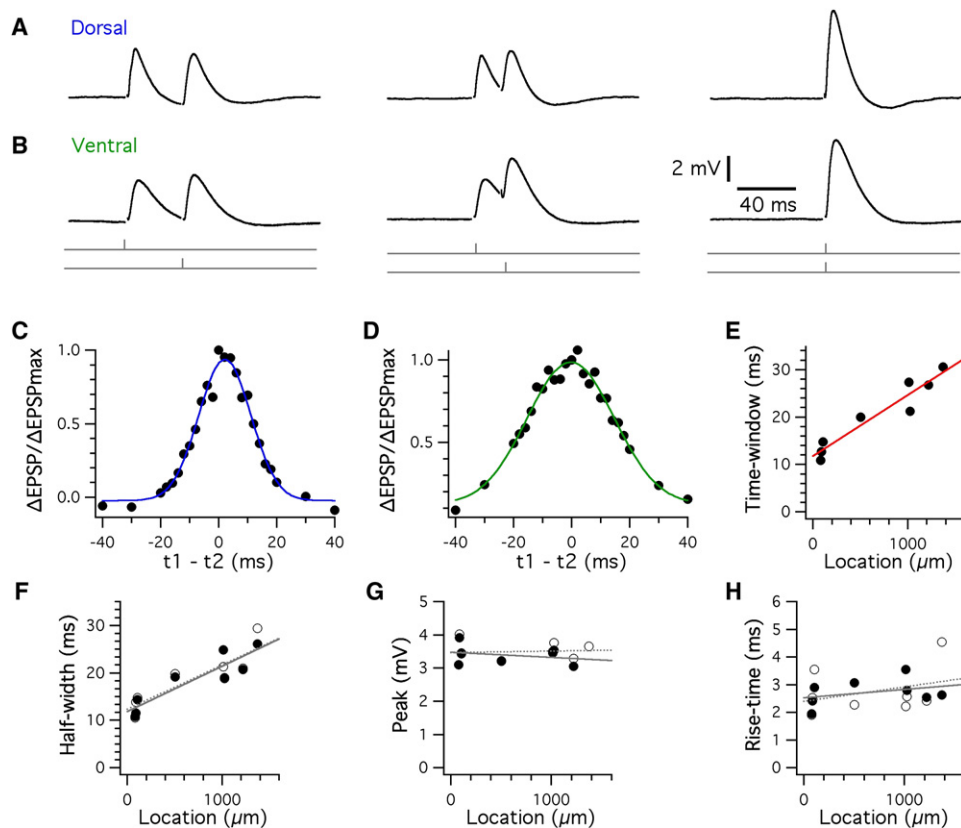 A
Dorsal
B
Ventral
2 mV
40 ms
C
ΔEPSP/ΔEPSPmax
1.0
0.5
0.0
-40 -20 0 20 40
t1 - t2 (ms)
D
ΔEPSP/ΔEPSPmax
1.0
0.5
-40 -20 0 20 40
t1 - t2 (ms)
E
Time-window (ms)
30
20
10
0
0 1000
Location (µm)
F
Half-width (ms)
30
20
10
0
0 1000
Location (µm)
G
Peak (mV)
5
4
3
2
1
0
0 1000
Location (µm)
H
Rise-time (ms)
6
5
4
3
2
1
0
0 1000
Location (µm)